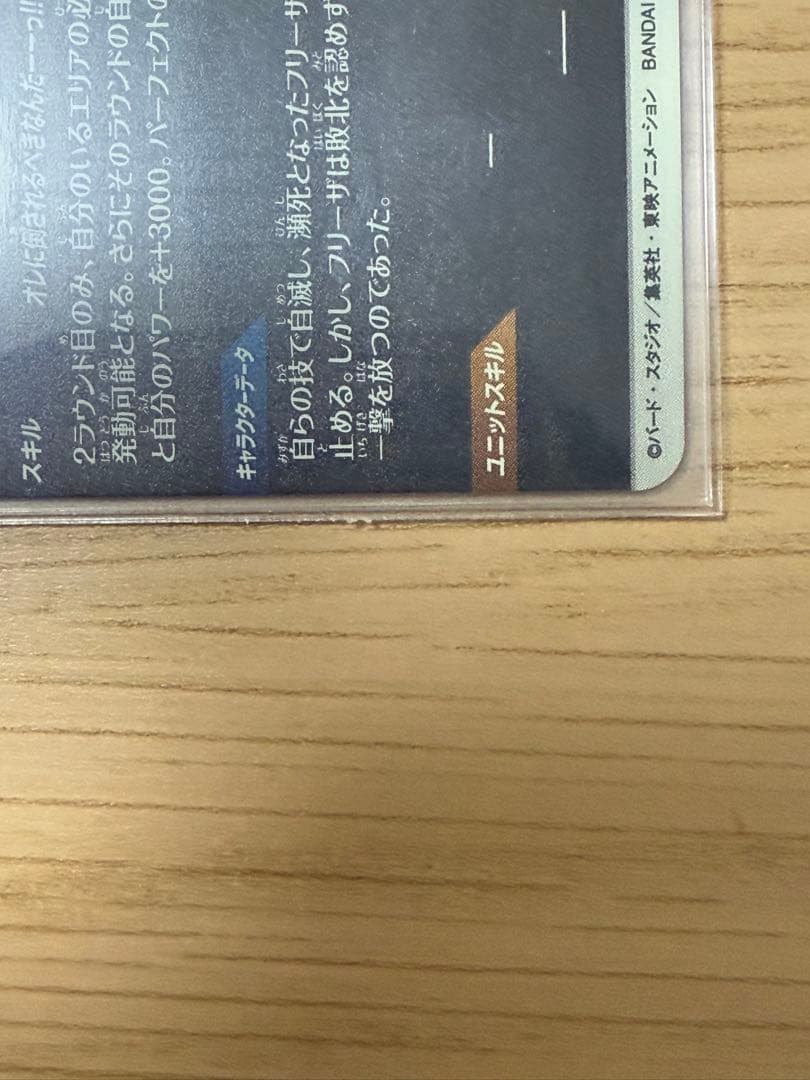 スキル オレに倒されるべきなんだーーっ!!
2ラウンド目のみ、自分のいるエリアの必
発動可能となる。さらにそのラウンドの自
と自分のパワーを+3000。パーフェクトの
キャラクターデータ
自らの技で自滅し、瀕死となったフリーザ
止める。しかし、フリーザは敗北を認めず
一撃を放つのであった。
ユニットスキル
©バード・スタジオ/集英社・東映アニメーション BANDAI